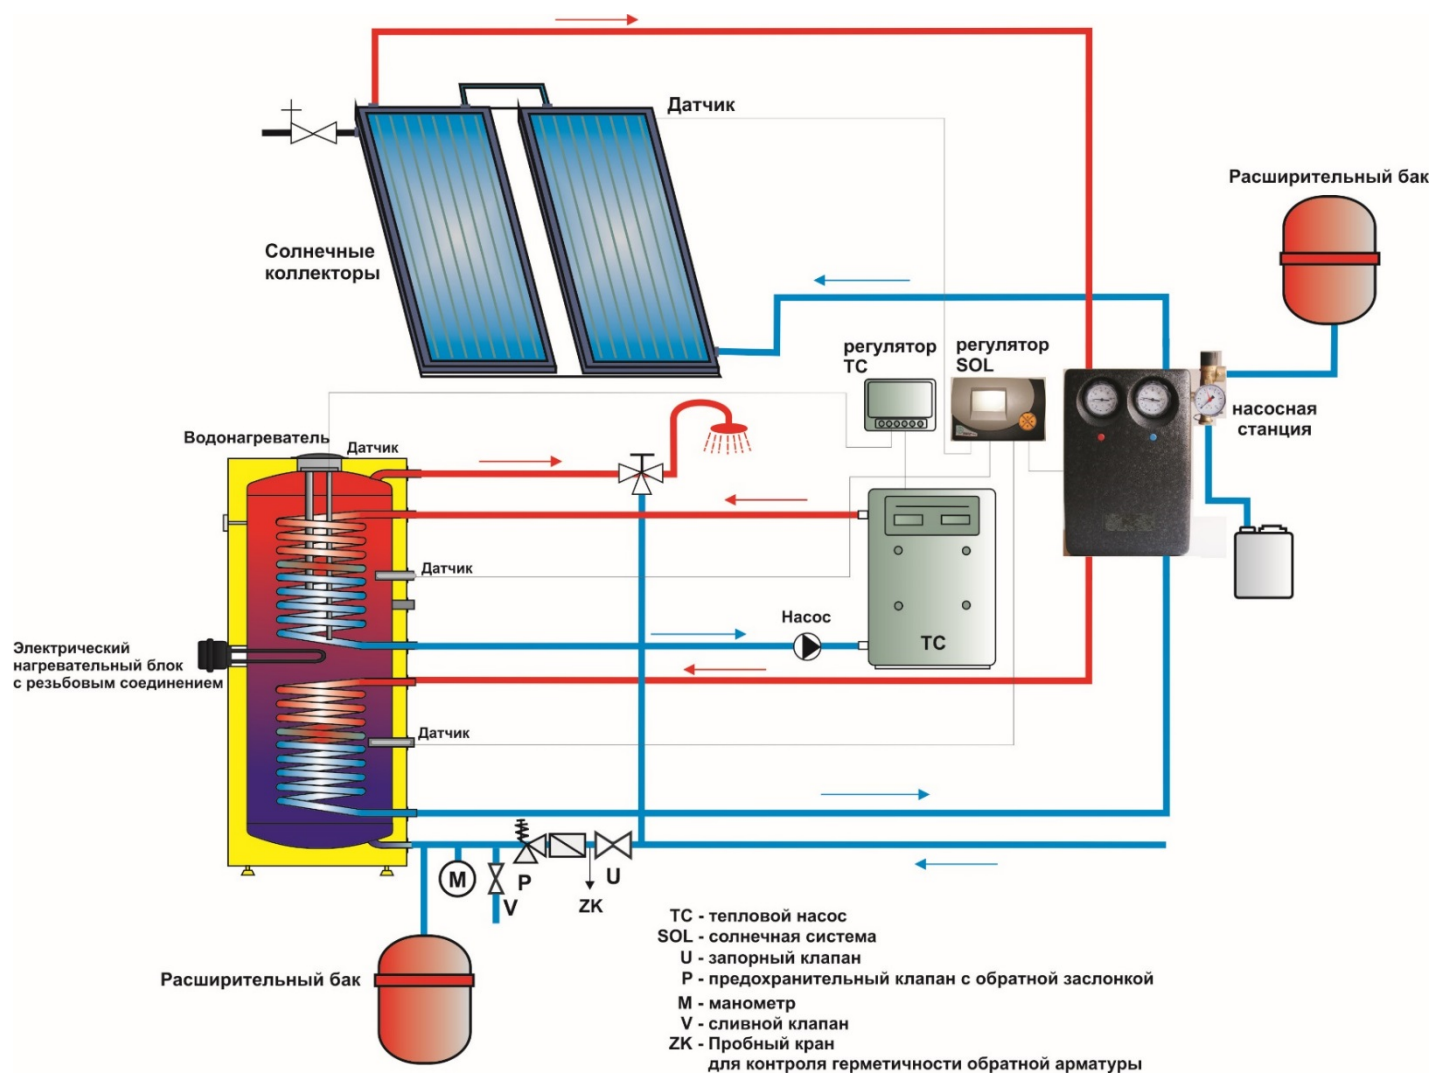 Датчик
Расширительный бак
Солнечные
коллекторы
регулятор
ТС
регулятор
SOL
насосная
станция
Водонагреватель
Датчик
Датчик
Насос
ТС
Электрический
нагревательный блок
с резьбовым соединением
Датчик
M
V
P
ZK
U
Расширительный бак
ТС - тепловой насос
SOL - солнечная система
U - запорный клапан
P - предохранительный клапан с обратной заслонкой
M - манометр
V - сливной клапан
ZK - Пробный кран
для контроля герметичности обратной арматуры